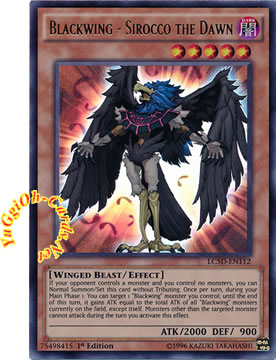 BLACKWING - SIROCCO THE DAWN
DARK
YuGiOh-Cards.Net
LC5D-EN112
[WINGED BEAST/EFFECT]
If your opponent controls a monster and you control no monsters, you can
Normal Summon/Set this card without Tributing. Once per turn, during your
Main Phase 1: You can target 1 "Blackwing" monster you control; until the end
of this turn, it gains ATK equal to the total ATK of all "Blackwing" monsters
currently on the field, except itself. Monsters other than the targeted monster
cannot attack during the turn you activate this effect.
ATK/2000 DEF 900
75498415 1st Edition ©1996 KAZUKI TAKAHASHI